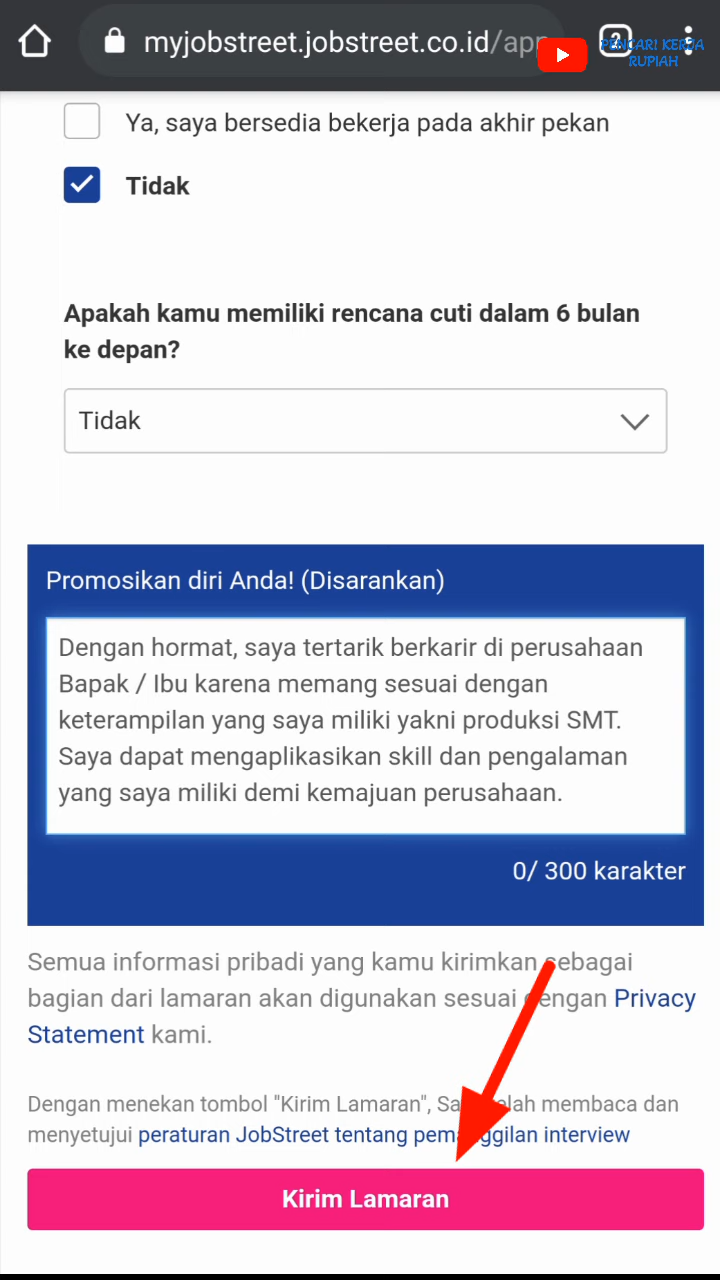 myjobstreet.jobstreet.co.id/app
PENCARI KERJA
RUPIAH
Ya, saya bersedia bekerja pada akhir pekan
Tidak
Apakah kamu memiliki rencana cuti dalam 6 bulan
ke depan?
Tidak
Promosikan diri Anda! (Disarankan)
Dengan hormat, saya tertarik berkarir di perusahaan
Bapak / Ibu karena memang sesuai dengan
keterampilan yang saya miliki yakni produksi SMT.
Saya dapat mengaplikasikan skill dan pengalaman
yang saya miliki demi kemajuan perusahaan.
0/ 300 karakter
Semua informasi pribadi yang kamu kirimkan sebagai
bagian dari lamaran akan digunakan sesuai dengan Privacy
Statement kami.
Dengan menekan tombol "Kirim Lamaran", Saya telah membaca dan
menyetujui peraturan JobStreet tentang pemanggilan interview
Kirim Lamaran